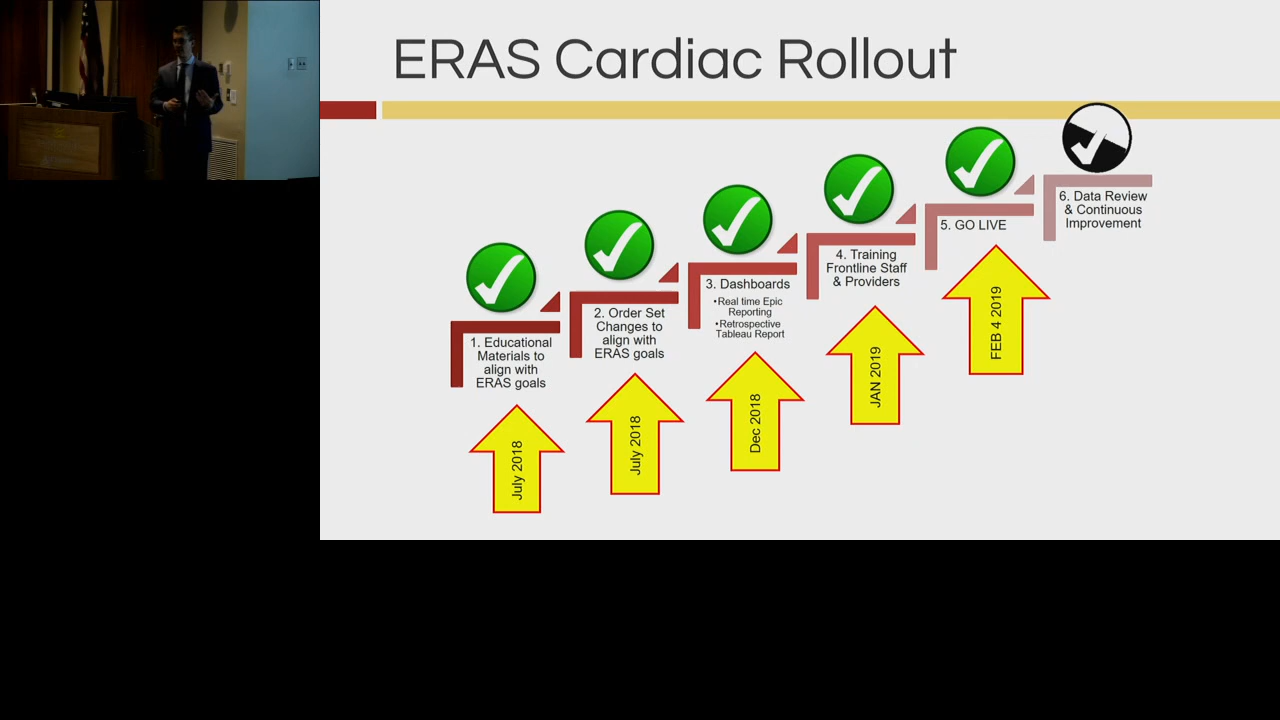 ERAS Cardiac Rollout
1. Educational
Materials to
align with
ERAS goals
July 2018
2. Order Set
Changes to
align with
ERAS goals
July 2018
3. Dashboards
•Real time Epic
Reporting
•Retrospective
Tableau Report
Dec 2018
4. Training
Frontline Staff
& Providers
JAN 2019
5. GO LIVE
FEB 4 2019
6. Data Review
& Continuous
Improvement